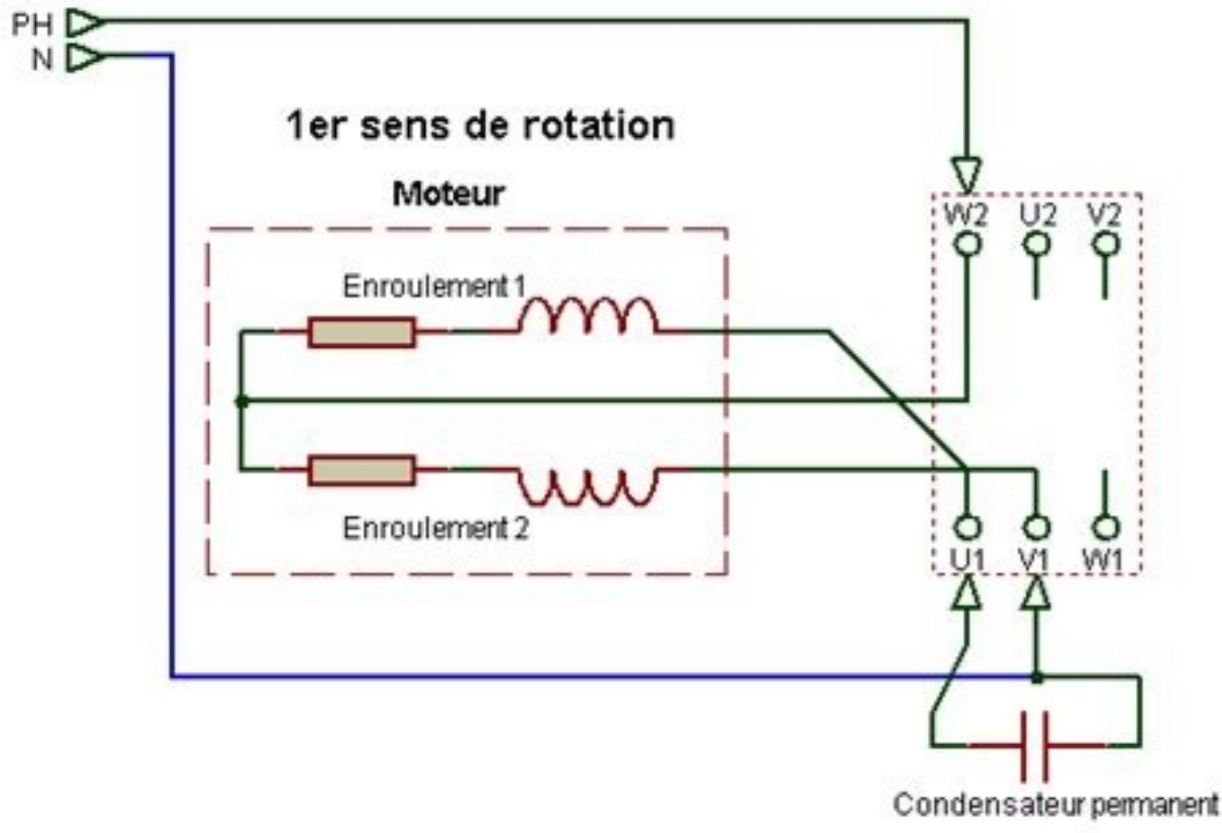 PH
N
1er sens de rotation
Moteur
W2 U2 V2
Enroulement 1
Enroulement 2
U1 V1 W1
Condensateur permanent